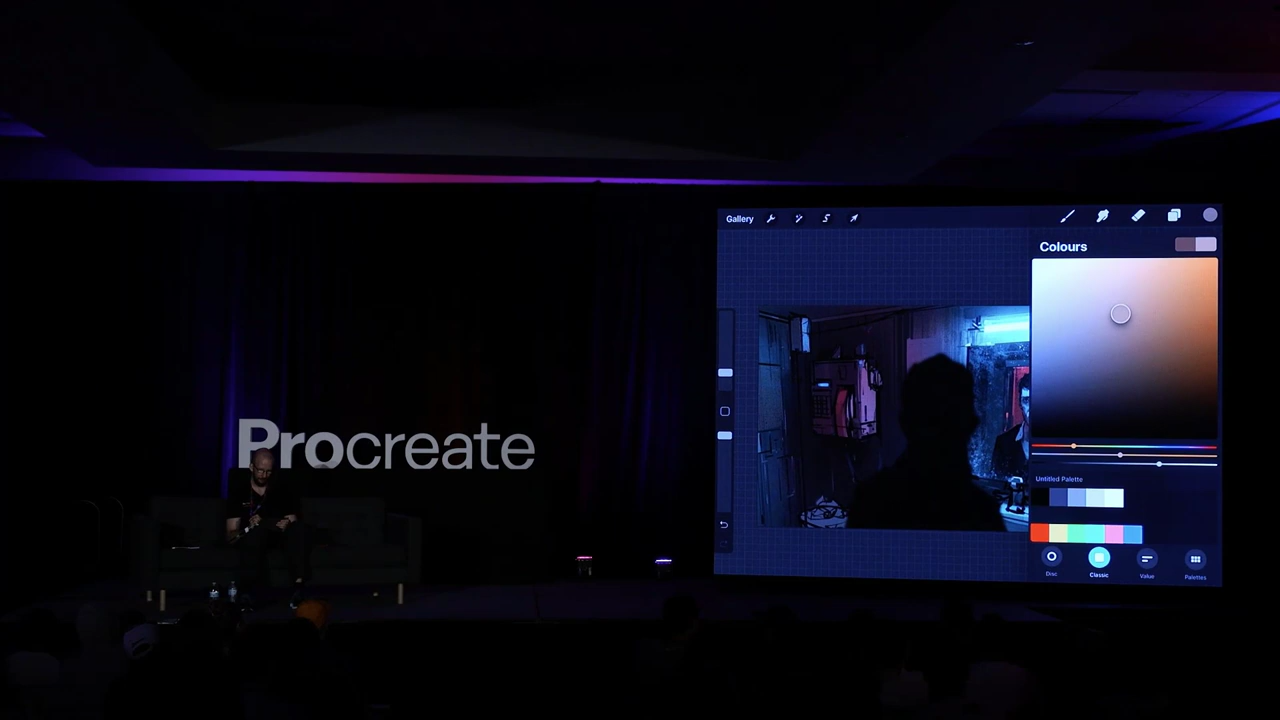 Procreate
Gallery
Colours
Untitled Palette
Disc
Classic
Value
Palettes